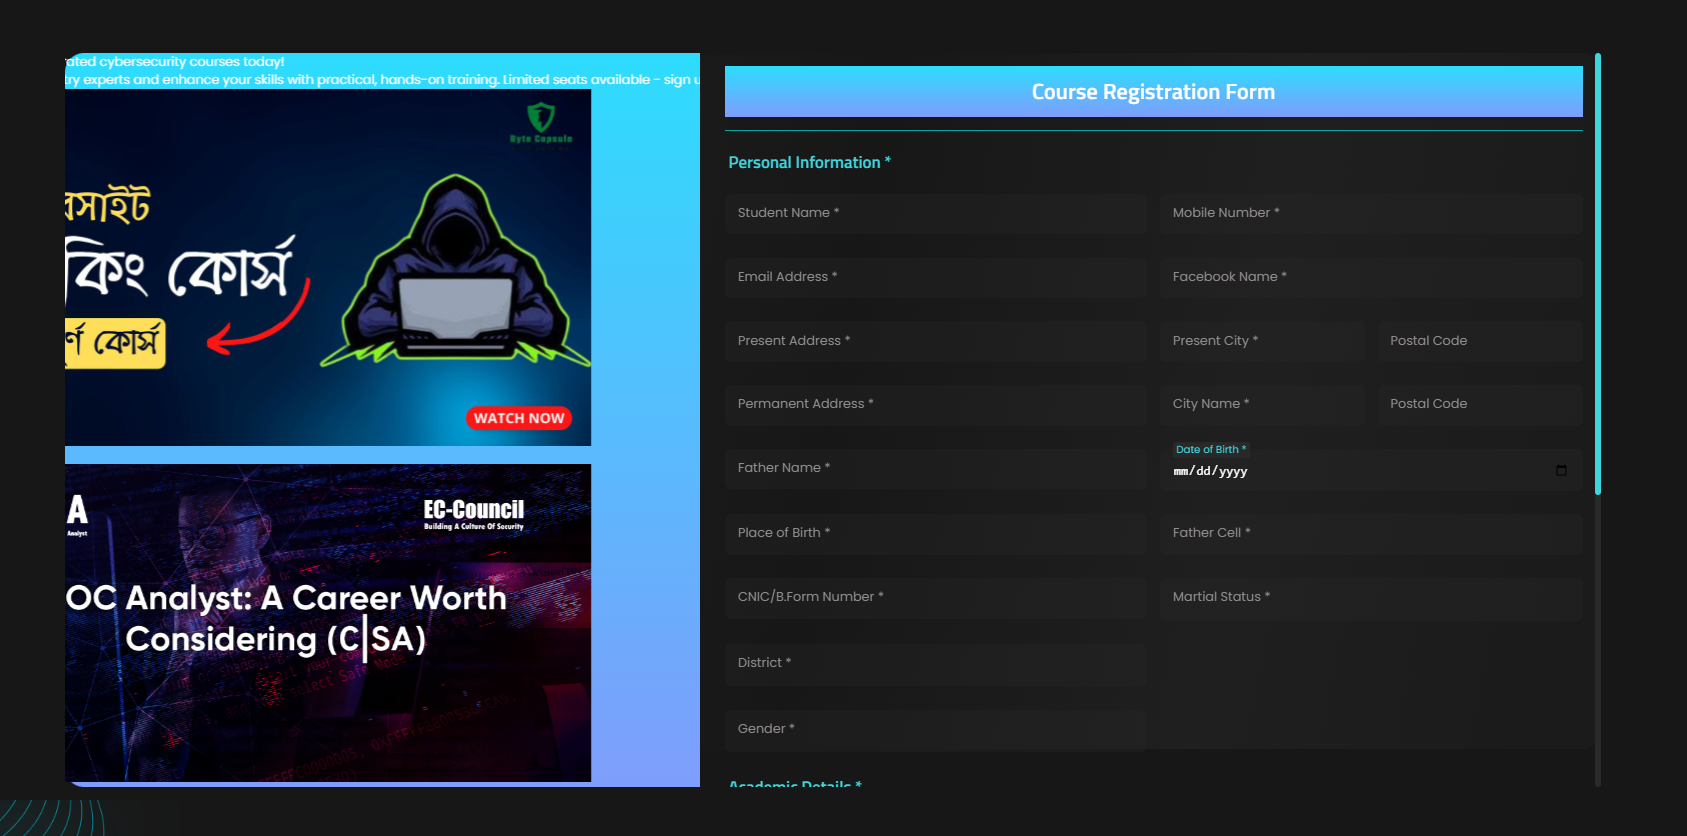 ated cybersecurity courses today!
try experts and enhance your skills with practical, hands-on training. Limited seats available - sign u
Byte Capsule
বসাইট
কিং কোর্স
র্ণ কোর্স
WATCH NOW
A
Analyst
EC-Council
Building A Culture Of Security
OC Analyst: A Career Worth
Considering (C|SA)
Course Registration Form
Personal Information *
Student Name *
Mobile Number *
Email Address *
Facebook Name *
Present Address *
Present City *
Postal Code
Permanent Address *
City Name *
Postal Code
Father Name *
Date of Birth *
mm/dd/yyyy
Place of Birth *
Father Cell *
CNIC/B.Form Number *
Martial Status *
District *
Gender *
Academic Details *